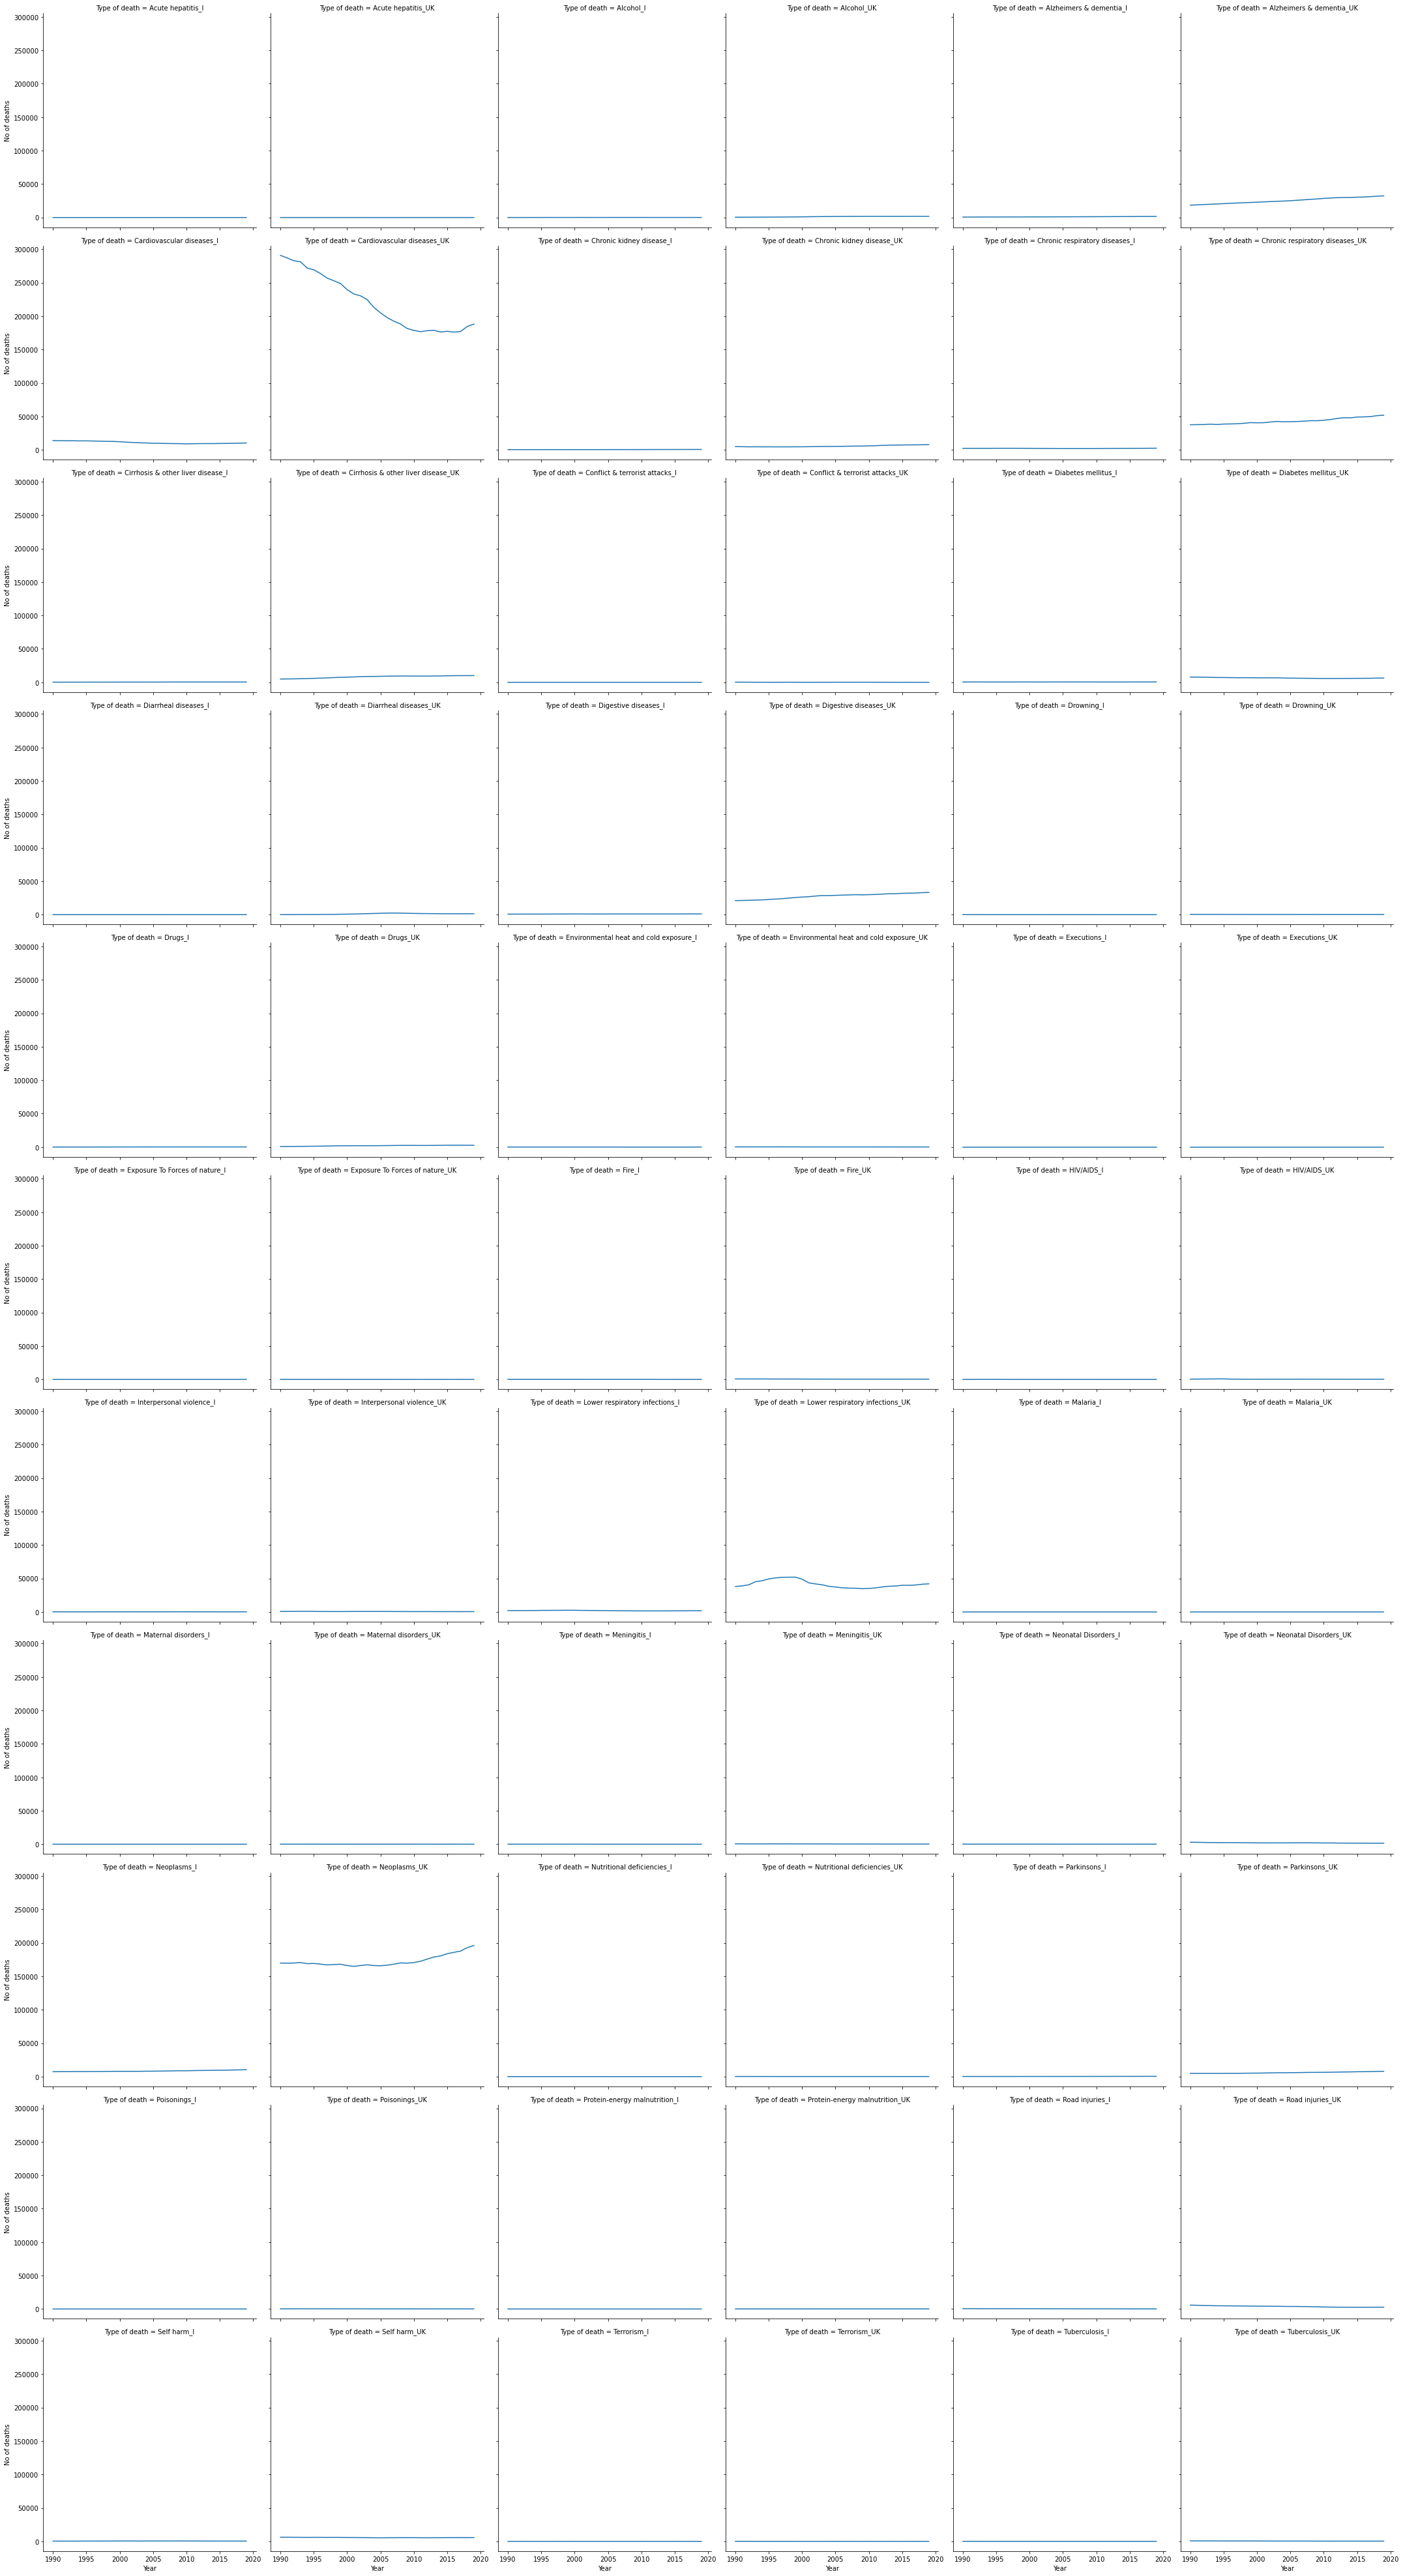 Type of death = Acute hepatitis_I
Type of death = Acute hepatitis_UK
Type of death = Alcohol_I
Type of death = Alcohol_UK
Type of death = Alzheimers & dementia_I
Type of death = Alzheimers & dementia_UK
300000
250000
200000
150000
100000
50000
0
No of deaths
Type of death = Cardiovascular diseases_I
Type of death = Cardiovascular diseases_UK
Type of death = Chronic kidney disease_I
Type of death = Chronic kidney disease_UK
Type of death = Chronic respiratory diseases_I
Type of death = Chronic respiratory diseases_UK
300000
250000
200000
150000
100000
50000
0
No of deaths
Type of death = Cirrhosis & other liver disease_I
Type of death = Cirrhosis & other liver disease_UK
Type of death = Conflict & terrorist attacks_I
Type of death = Conflict & terrorist attacks_UK
Type of death = Diabetes mellitus_I
Type of death = Diabetes mellitus_UK
300000
250000
200000
150000
100000
50000
0
No of deaths
Type of death = Diarrheal diseases_I
Type of death = Diarrheal diseases_UK
Type of death = Digestive diseases_I
Type of death = Digestive diseases_UK
Type of death = Drowning_I
Type of death = Drowning_UK
300000
250000
200000
150000
100000
50000
0
No of deaths
Type of death = Drugs_I
Type of death = Drugs_UK
Type of death = Environmental heat and cold exposure_I
Type of death = Environmental heat and cold exposure_UK
Type of death = Executions_I
Type of death = Executions_UK
300000
250000
200000
150000
100000
50000
0
No of deaths
Type of death = Exposure To Forces of nature_I
Type of death = Exposure To Forces of nature_UK
Type of death = Fire_I
Type of death = Fire_UK
Type of death = HIV/AIDS_I
Type of death = HIV/AIDS_UK
300000
250000
200000
150000
100000
50000
0
No of deaths
Type of death = Interpersonal violence_I
Type of death = Interpersonal violence_UK
Type of death = Lower respiratory infections_I
Type of death = Lower respiratory infections_UK
Type of death = Malaria_I
Type of death = Malaria_UK
300000
250000
200000
150000
100000
50000
0
No of deaths
Type of death = Maternal disorders_I
Type of death = Maternal disorders_UK
Type of death = Meningitis_I
Type of death = Meningitis_UK
Type of death = Neonatal Disorders_I
Type of death = Neonatal Disorders_UK
300000
250000
200000
150000
100000
50000
0
No of deaths
Type of death = Neoplasms_I
Type of death = Neoplasms_UK
Type of death = Nutritional deficiencies_I
Type of death = Nutritional deficiencies_UK
Type of death = Parkinsons_I
Type of death = Parkinsons_UK
300000
250000
200000
150000
100000
50000
0
No of deaths
Type of death = Poisonings_I
Type of death = Poisonings_UK
Type of death = Protein-energy malnutrition_I
Type of death = Protein-energy malnutrition_UK
Type of death = Road injuries_I
Type of death = Road injuries_UK
300000
250000
200000
150000
100000
50000
0
No of deaths
Type of death = Self harm_I
Type of death = Self harm_UK
Type of death = Terrorism_I
Type of death = Terrorism_UK
Type of death = Tuberculosis_I
Type of death = Tuberculosis_UK
300000
250000
200000
150000
100000
50000
0
No of deaths
1990 1995 2000 2005 2010 2015 2020
1990 1995 2000 2005 2010 2015 2020
1990 1995 2000 2005 2010 2015 2020
1990 1995 2000 2005 2010 2015 2020
1990 1995 2000 2005 2010 2015 2020
1990 1995 2000 2005 2010 2015 2020
Year
Year
Year
Year
Year
Year